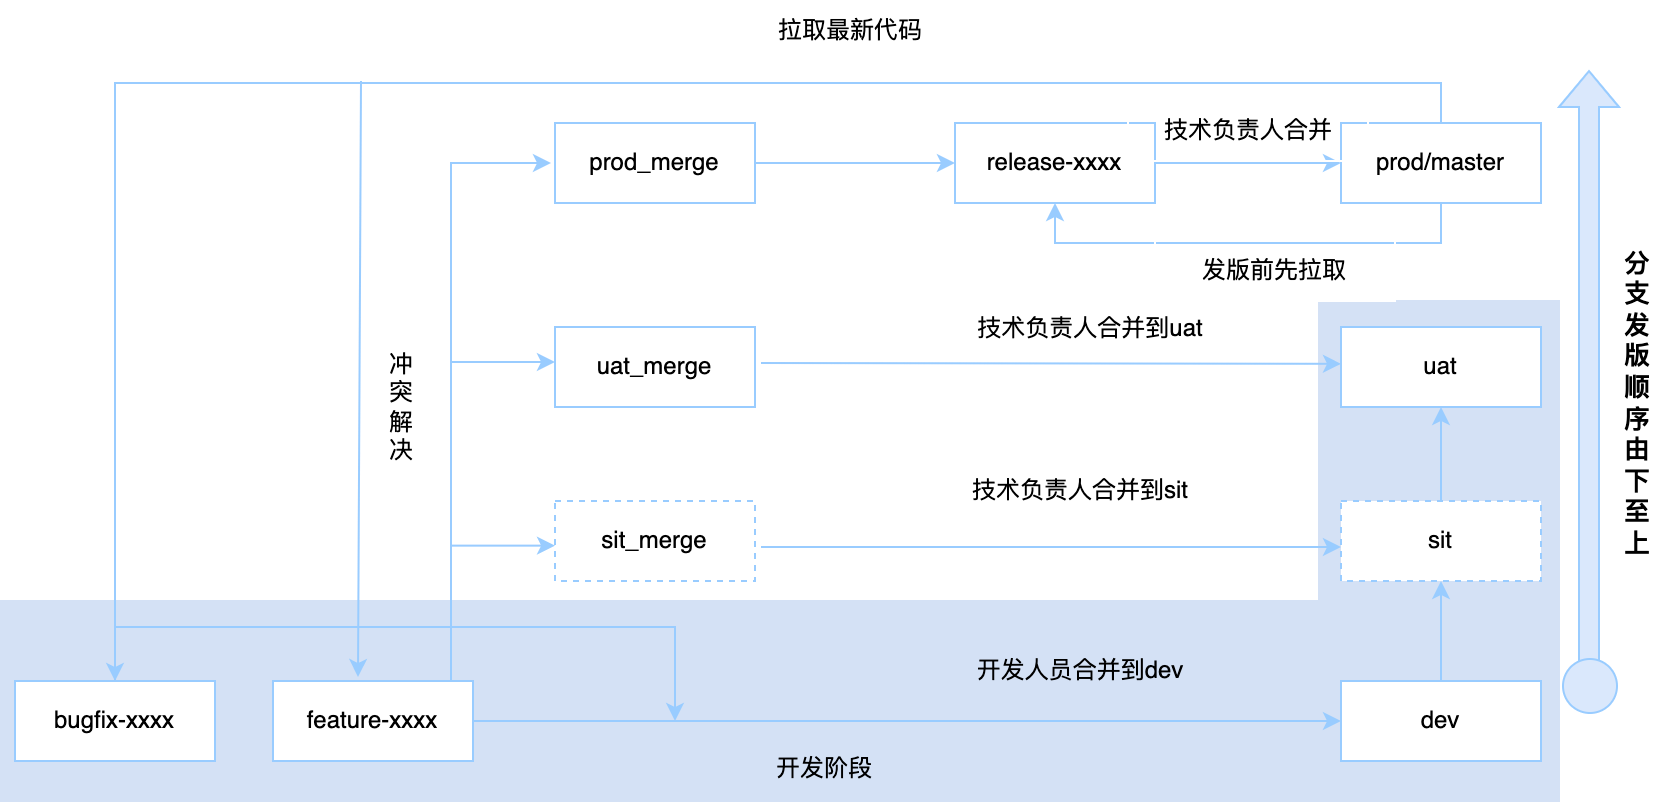 拉取最新代码
prod_merge
release-xxxx
技术负责人合并
prod/master
发版前先拉取
冲突解决
uat_merge
技术负责人合并到uat
uat
sit_merge
技术负责人合并到sit
sit
分支发版顺序由下至上
bugfix-xxxx
feature-xxxx
开发人员合并到dev
dev
开发阶段